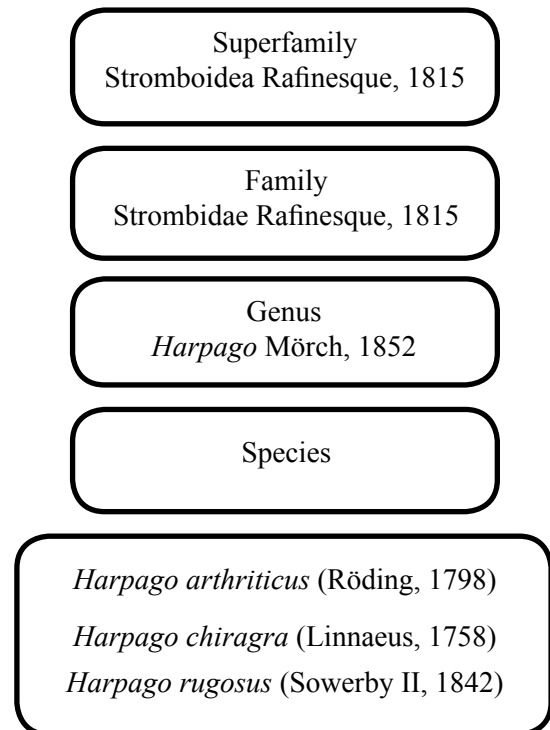 Superfamily
Stromboidea Rafinesque, 1815
Family
Strombidae Rafinesque, 1815
Genus
Harpago Mörch, 1852
Species
Harpago arthriticus (Röding, 1798)
Harpago chiragra (Linnaeus, 1758)
Harpago rugosus (Sowerby II, 1842)